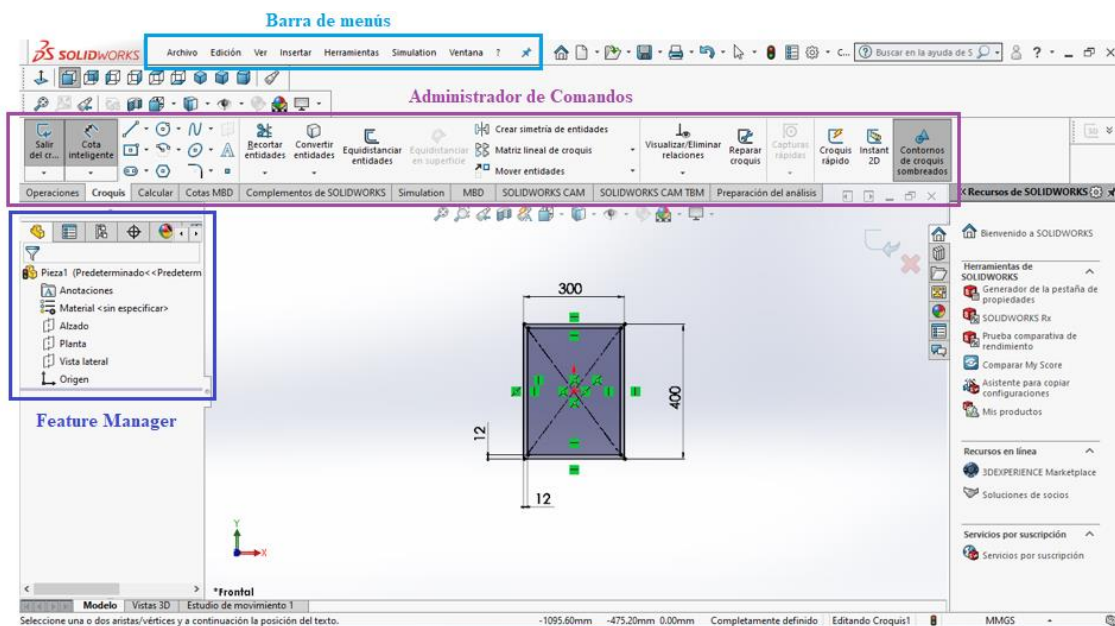 Barra de menús
SOLIDWORKS
Archivo Edición Ver Insertar Herramientas Simulation Ventana ?
C...
Buscar en la ayuda de S
?
Administrador de Comandos
Salir del cr...
Cota inteligente
Recortar entidades
Convertir entidades
Equidistanciar entidades
Equidistanciar en superficie
Crear simetría de entidades
Matriz lineal de croquis
Mover entidades
Visualizar/Eliminar relaciones
Reparar croquis
Capturas rápidas
Croquis rápido
Instant 2D
Contornos de croquis sombreados
Operaciones Croquis Calcular Cotas MBD Complementos de SOLIDWORKS Simulation MBD SOLIDWORKS CAM SOLIDWORKS CAM TBM Preparación del análisis
Recursos de SOLIDWORKS
Pieza1 (Predeterminado<<Predeterm
Anotaciones
Material <sin especificar>
Alzado
Planta
Vista lateral
Origen
Feature Manager
300
400
12
12
Y
X
*Frontal
Bienvenido a SOLIDWORKS
Herramientas de
SOLIDWORKS
Generador de la pestaña de
propiedades
SOLIDWORKS Rx
Prueba comparativa de
rendimiento
Comparar My Score
Asistente para copiar
configuraciones
Mis productos
Recursos en línea
3DEXPERIENCE Marketplace
Soluciones de socios
Servicios por suscripción
Servicios por suscripción
Modelo Vistas 3D Estudio de movimiento 1
Seleccione una o dos aristas/vértices y a continuación la posición del texto.
-1095.60mm -475.20mm 0.00mm Completamente definido Editando Croquis1 MMGS